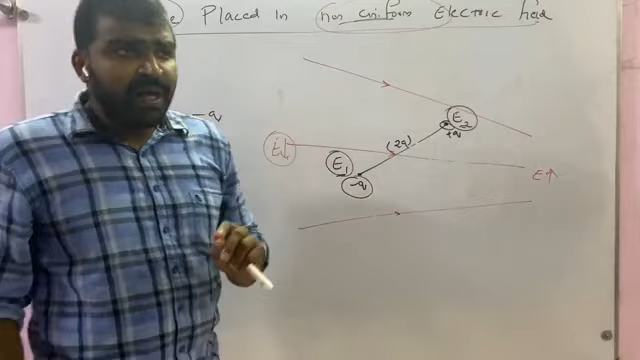 Placed In non uniform Electric field
E₂
+q
-q
(2a)
E↓
E₁
-q
E↑